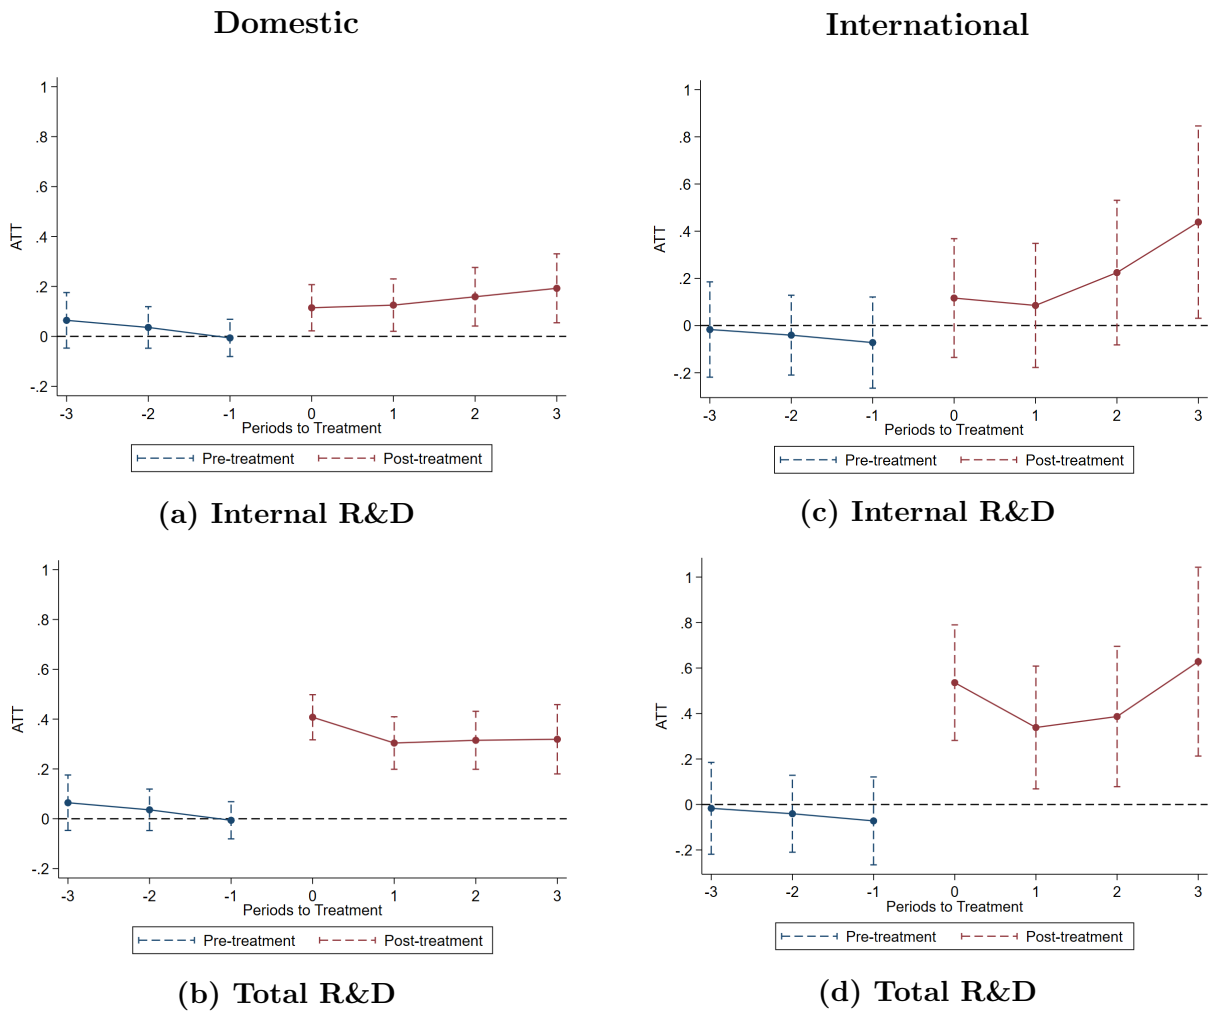 Domestic
International
1
.8
.6
.4
.2
0
-.2
ATT
-3 -2 -1 0 1 2 3
Periods to Treatment
Pre-treatment Post-treatment
(a) Internal R&D
1
.8
.6
.4
.2
0
-.2
ATT
-3 -2 -1 0 1 2 3
Periods to Treatment
Pre-treatment Post-treatment
(c) Internal R&D
1
.8
.6
.4
.2
0
-.2
ATT
-3 -2 -1 0 1 2 3
Periods to Treatment
Pre-treatment Post-treatment
(b) Total R&D
1
.8
.6
.4
.2
0
-.2
ATT
-3 -2 -1 0 1 2 3
Periods to Treatment
Pre-treatment Post-treatment
(d) Total R&D